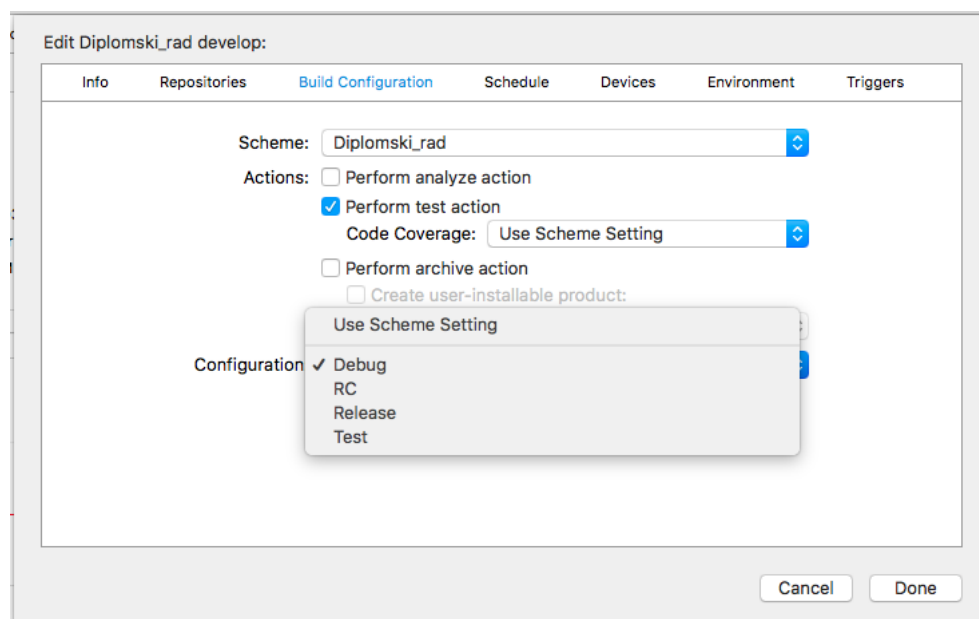 Edit Diplomski_rad develop:
Info Repositories Build Configuration Schedule Devices Environment Triggers
Scheme: Diplomski_rad
Actions: Perform analyze action
Perform test action
Code Coverage: Use Scheme Setting
Perform archive action
Create user-installable product:
Use Scheme Setting
Configuration ✓ Debug
RC
Release
Test
Cancel Done